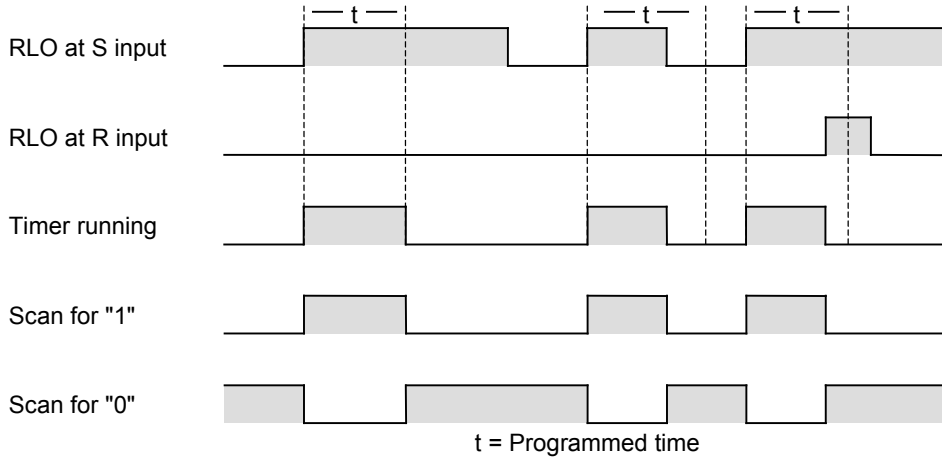 t t t
RLO at S input
RLO at R input
Timer running
Scan for "1"
Scan for "0"
t = Programmed time